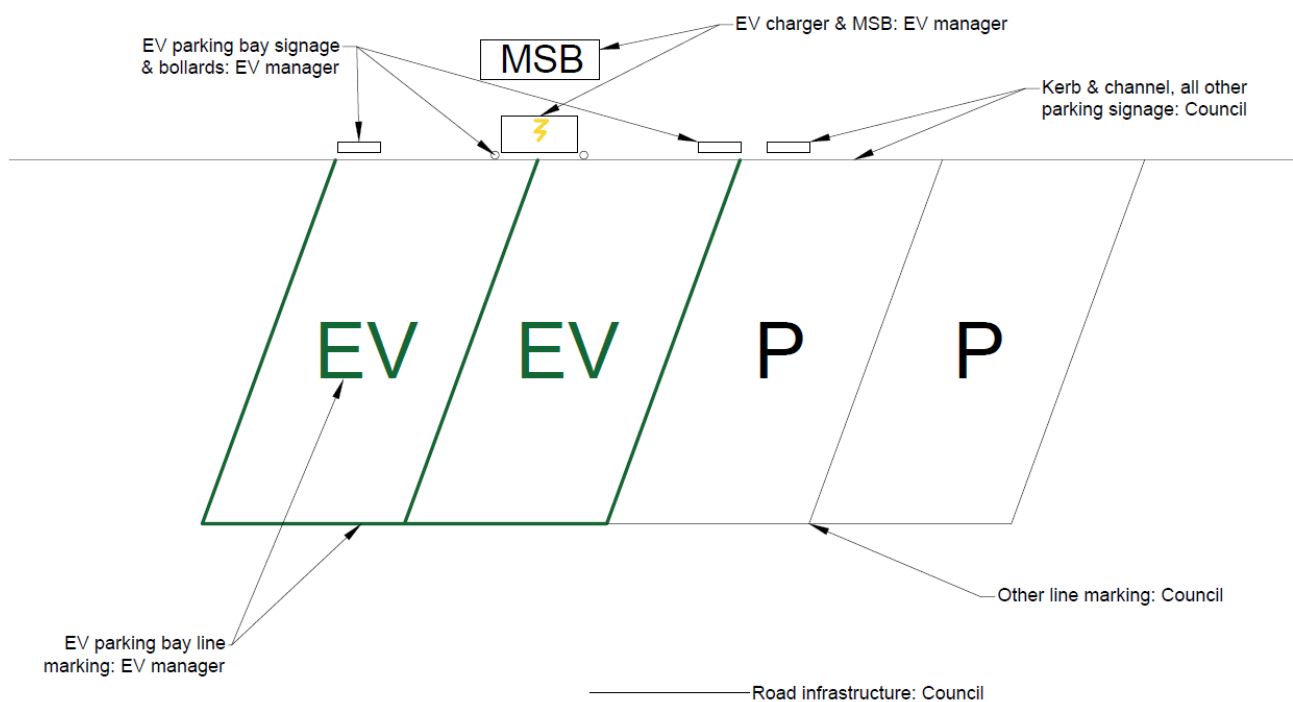 EV charger & MSB: EV manager
EV parking bay signage
& bollards: EV manager
MSB
Kerb & channel, all other
parking signage: Council
EV
EV
P
P
Other line marking: Council
EV parking bay line
marking: EV manager
Road infrastructure: Council